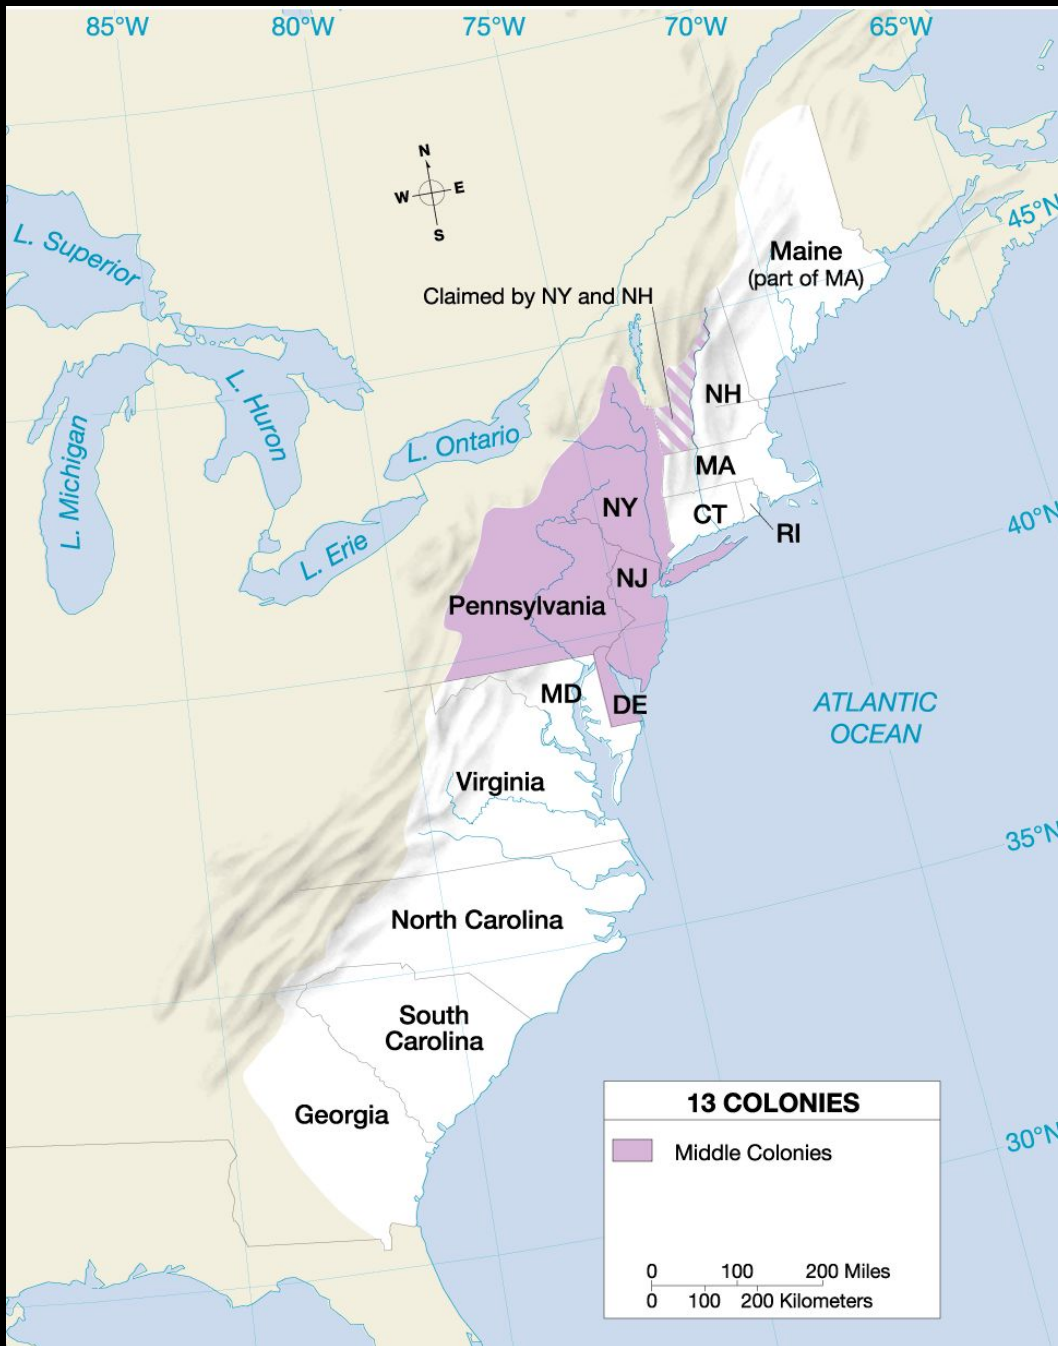 85°W
80°W
75°W
70°W
65°W
N
W
E
S
45°N
L. Superior
Maine
(part of MA)
Claimed by NY and NH
L. Huron
NH
L. Michigan
L. Ontario
MA
NY
CT
RI
40°N
L. Erie
NJ
Pennsylvania
MD
DE
ATLANTIC
OCEAN
Virginia
35°N
North Carolina
South
Carolina
Georgia
30°N
13 COLONIES
Middle Colonies
0 100 200 Miles
0 100 200 Kilometers